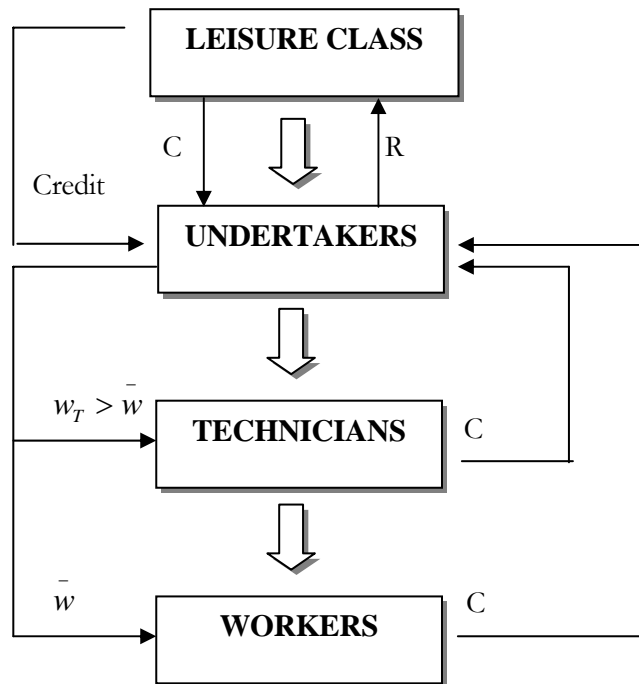 LEISURE CLASS
C
R
Credit
UNDERTAKERS
w_T > w̄
TECHNICIANS
C
w̄
C
WORKERS